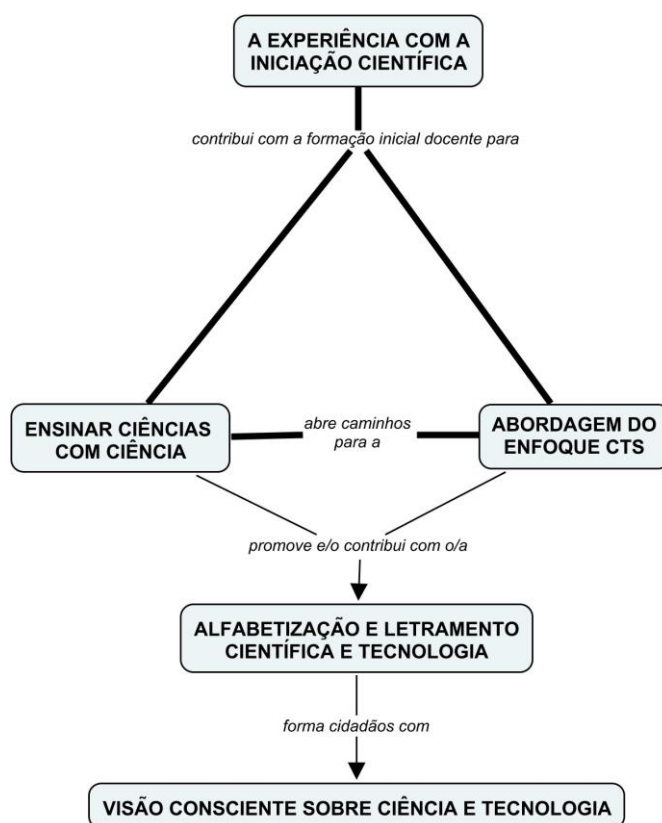 A EXPERIÊNCIA COM A
INICIAÇÃO CIENTÍFICA
contribui com a formação inicial docente para
ENSINAR CIÊNCIAS
COM CIÊNCIA
abre caminhos
para a
ABORDAGEM DO
ENFOQUE CTS
promove e/o contribui com o/a
ALFABETIZAÇÃO E LETRAMENTO
CIENTÍFICA E TECNOLOGIA
forma cidadãos com
VISÃO CONSCIENTE SOBRE CIÊNCIA E TECNOLOGIA